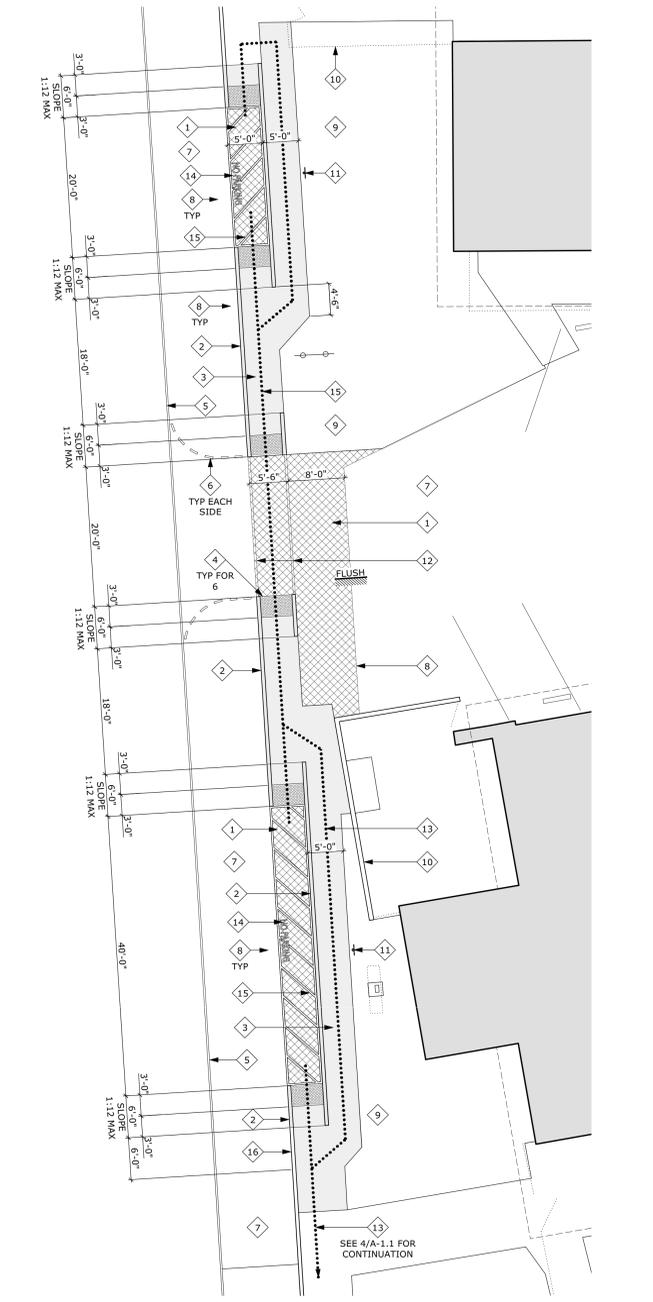 3'-0"
6'-0"
SLOPE
1:12 MAX
3'-0"
10
1
9
5'-0"
5'-0"
7
14
11
NO PARKING
20'-0"
8
TYP
15
3'-0"
6'-0"
SLOPE
1:12 MAX
3'-0"
4'-6"
8
TYP
2
18'-0"
3
15
5
3'-0"
9
6'-0"
SLOPE
1:12 MAX
3'-0"
5'-6"
8'-0"
6
TYP EACH
SIDE
7
1
20'-0"
4
TYP FOR
6
12
FLUSH
3'-0"
6'-0"
SLOPE
1:12 MAX
3'-0"
2
8
18'-0"
3'-0"
6'-0"
SLOPE
1:12 MAX
3'-0"
1
13
5'-0"
7
10
2
14
NO PARKING
8
TYP
11
40'-0"
15
3
5
3'-0"
6'-0"
SLOPE
1:12 MAX
2
9
3'-0"
6'-0"
16
7
13
SEE 4/A-1.1 FOR
CONTINUATION